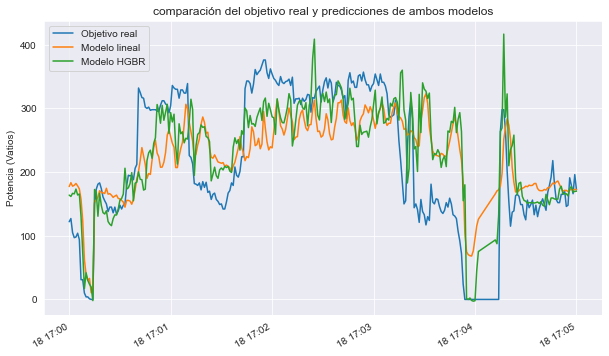 comparación del objetivo real y predicciones de ambos modelos
Objetivo real
Modelo lineal
Modelo HGBR
Potencia (Vatios)
400
300
200
100
0
18 17:00
18 17:01
18 17:02
18 17:03
18 17:04
18 17:05